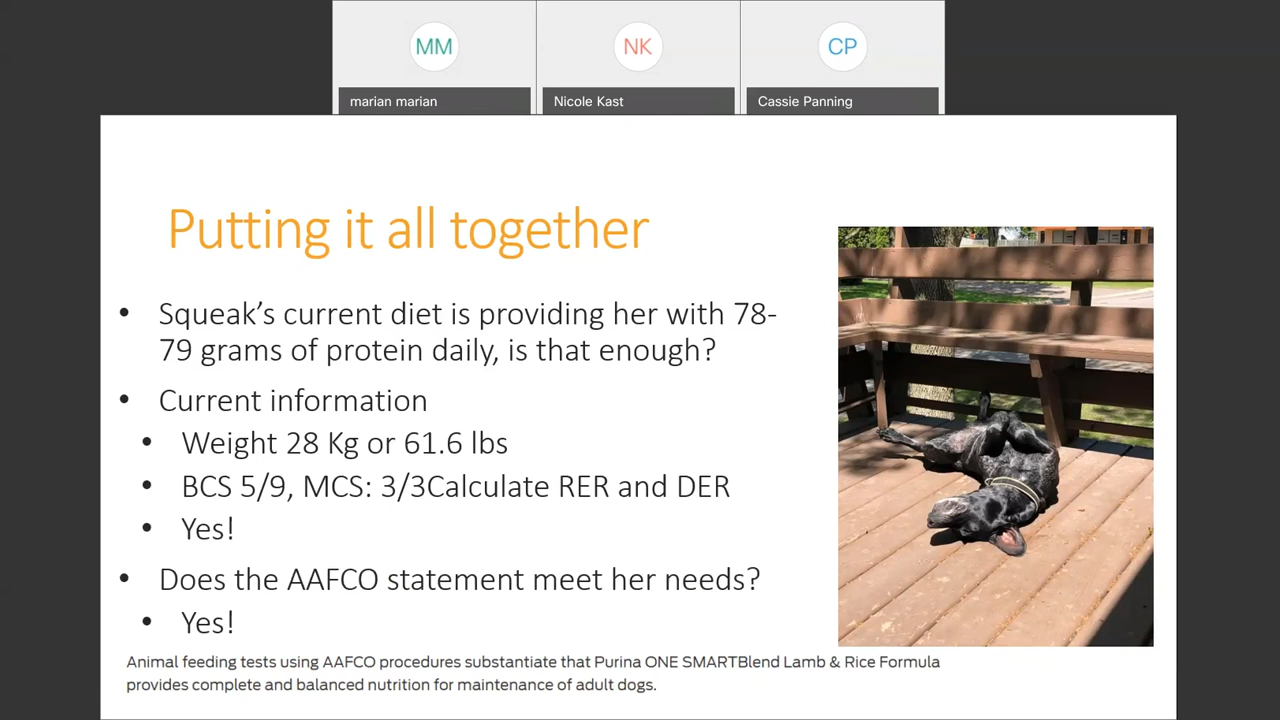 MM
NK
CP
marian marian
Nicole Kast
Cassie Panning
Putting it all together
• Squeak's current diet is providing her with 78-
79 grams of protein daily, is that enough?
• Current information
• Weight 28 Kg or 61.6 lbs
• BCS 5/9, MCS: 3/3Calculate RER and DER
• Yes!
• Does the AAFCO statement meet her needs?
• Yes!
Animal feeding tests using AAFCO procedures substantiate that Purina ONE SMARTBlend Lamb & Rice Formula
provides complete and balanced nutrition for maintenance of adult dogs.